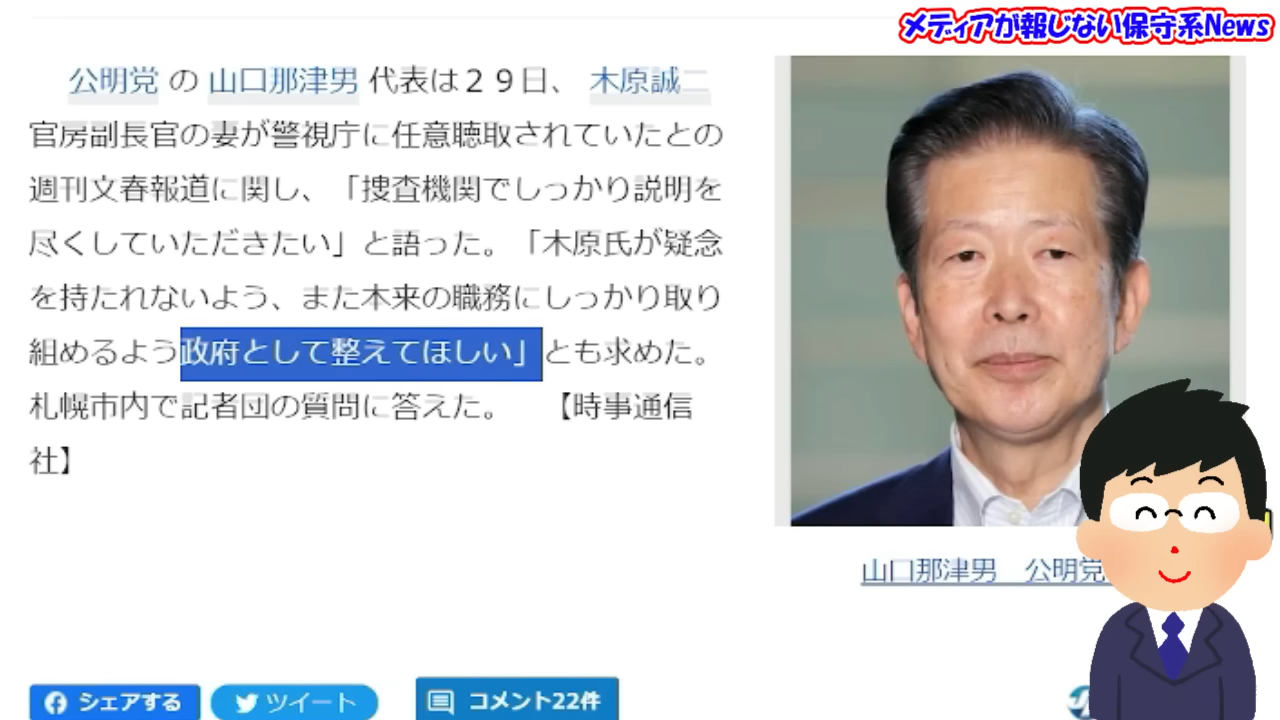 メディアが報じない保守系News
公明党 の 山口那津男 代表は２９日、 木原誠二
官房副長官の妻が警視庁に任意聴取されていたとの
週刊文春報道に関し、「捜査機関でしっかり説明を
尽くしていただきたい」と語った。「木原氏が疑念
を持たれないよう、また本来の職務にしっかり取り
組めるよう政府として整えてほしい」とも求めた。
札幌市内で記者団の質問に答えた。　【時事通信
社】
山口那津男　公明党
シェアする
ツイート
コメント22件